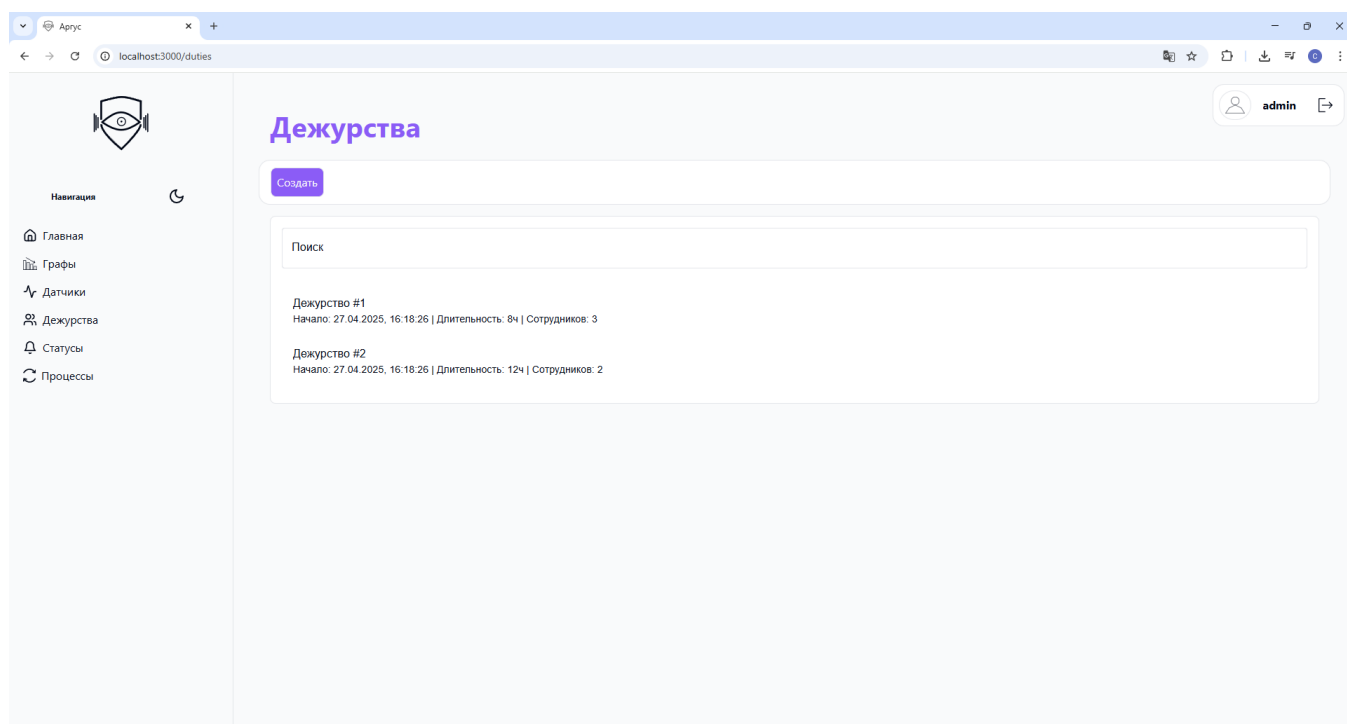 Аргус
localhost:3000/duties
C
admin
Дежурства
Создать
Навигация
Главная
Графы
Датчики
Дежурства
Статусы
Процессы
Поиск
Дежурство #1
Начало: 27.04.2025, 16:18:26 | Длительность: 8ч | Сотрудников: 3
Дежурство #2
Начало: 27.04.2025, 16:18:26 | Длительность: 12ч | Сотрудников: 2